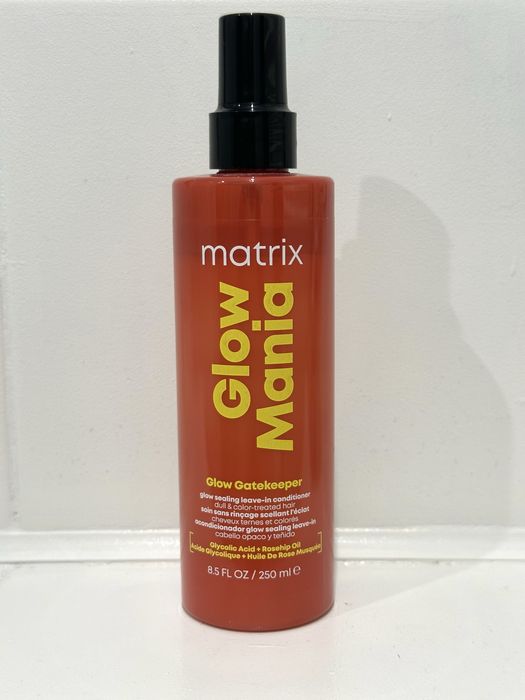 matrix
Glow
Mania
Glow Gatekeeper
glow sealing leave-in conditioner
dull & color-treated hair
soin sans rinçage scellant l'éclat
cheveux ternes et colorés
acondicionador glow sealing leave-in
cabello opaco y teñido
Glycolic Acid + Rosehip Oil
Acide Glycolique + Huile De Rose Musquée
8.5 FL OZ / 250 ml ℮